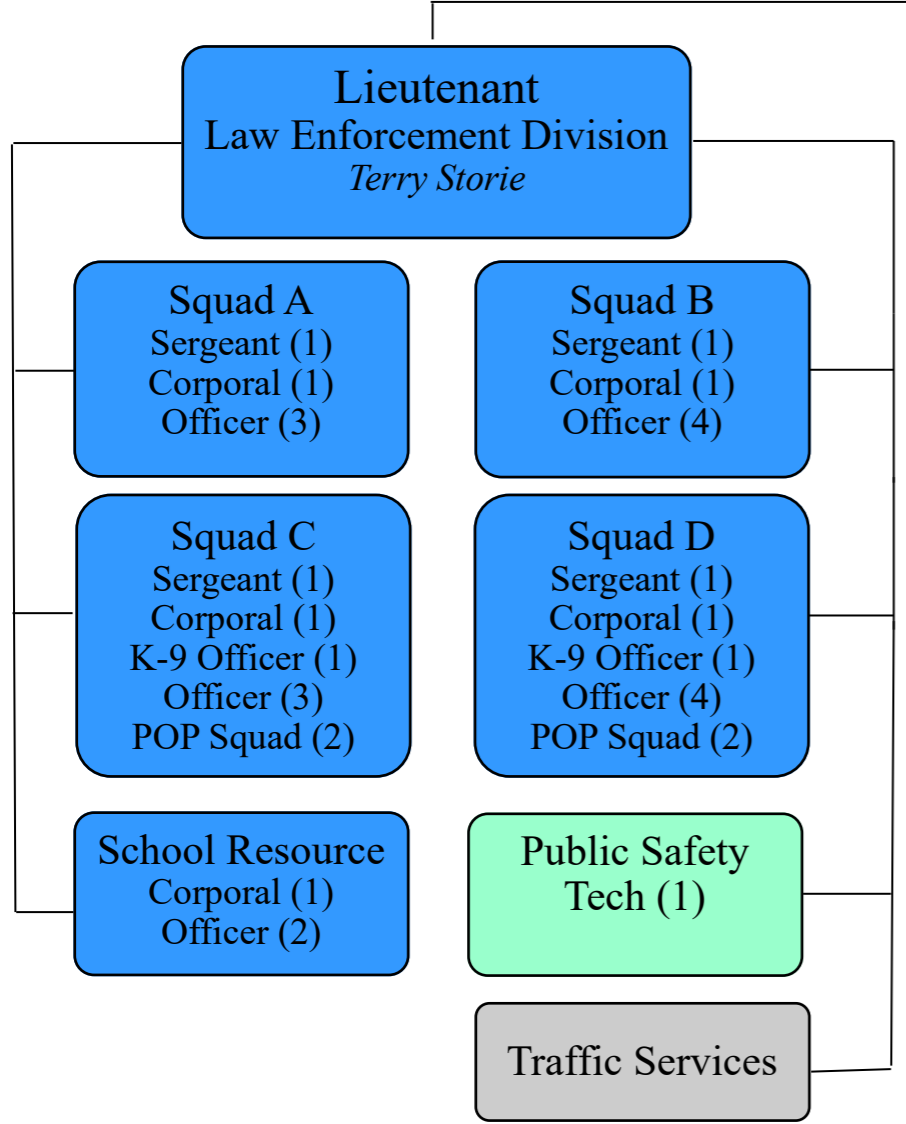 Lieutenant
Law Enforcement Division
Terry Storie
Squad A
Sergeant (1)
Corporal (1)
Officer (3)
Squad B
Sergeant (1)
Corporal (1)
Officer (4)
Squad C
Sergeant (1)
Corporal (1)
K-9 Officer (1)
Officer (3)
POP Squad (2)
Squad D
Sergeant (1)
Corporal (1)
K-9 Officer (1)
Officer (4)
POP Squad (2)
School Resource
Corporal (1)
Officer (2)
Public Safety
Tech (1)
Traffic Services